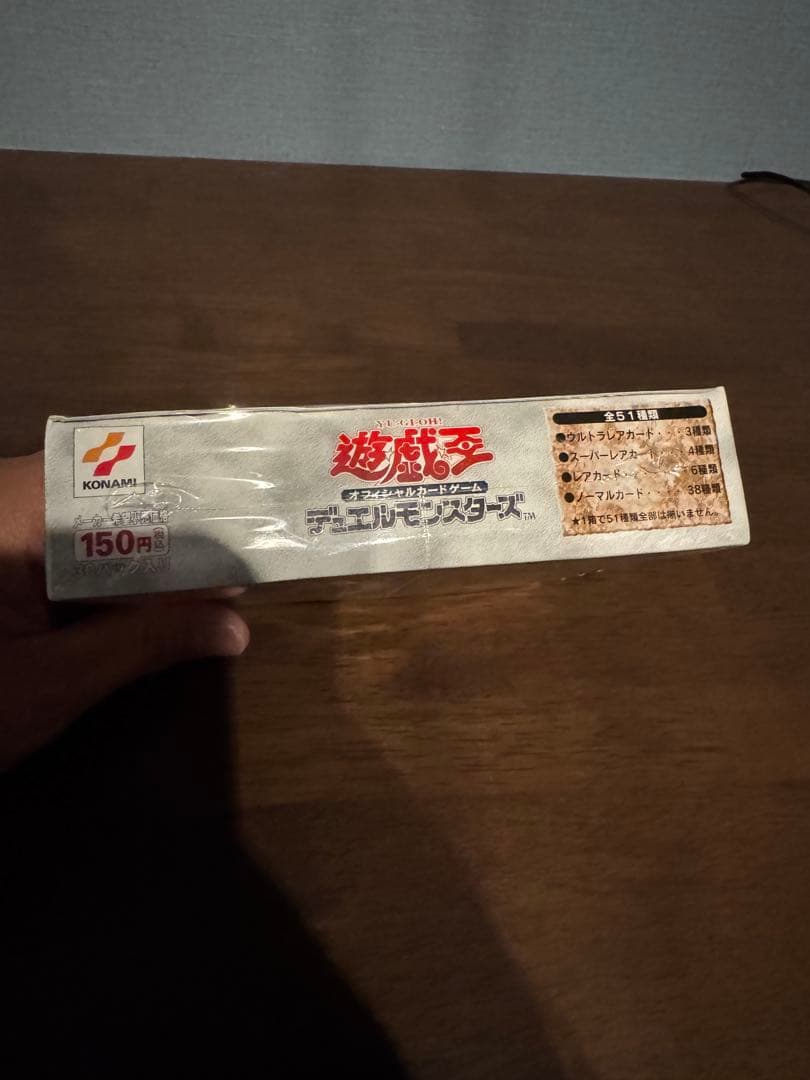 KONAMI
メーカー希望小売価格
150円税込
YU-GI-OH!
遊戯王
オフィシャルカードゲーム
デュエルモンスターズ™
全51種類
●ウルトラレアカード・・・3種類
●スーパーレアカード・・・4種類
●レアカード・・・6種類
●ノーマルカード・・・38種類
★1箱で51種類全部は揃いません。